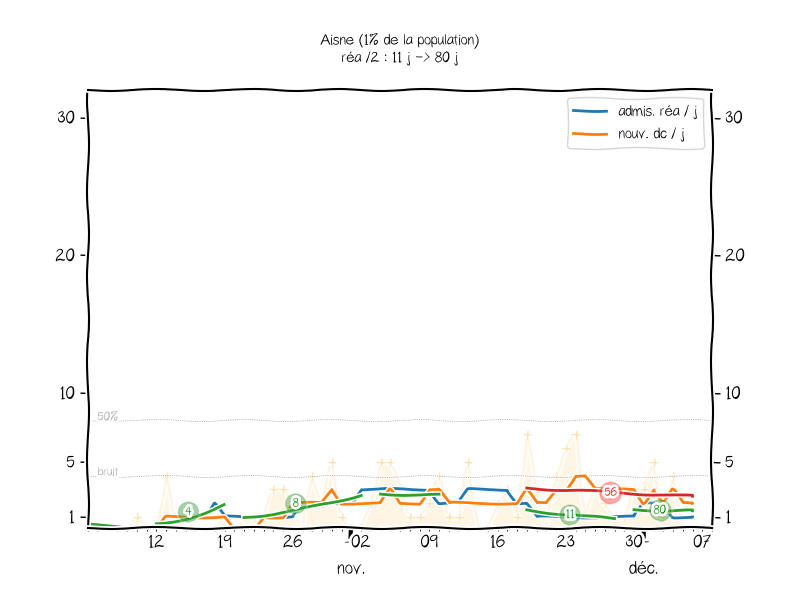 Aisne (1% de la population)
réa /2 : 11 j -> 80 j
admis. réa / j
nouv. dc / j
30
30
20
20
10
10
50%
5
5
bruit
1
1
4
8
11
56
80
12 19 26 02 09 16 23 30 07
nov. déc.